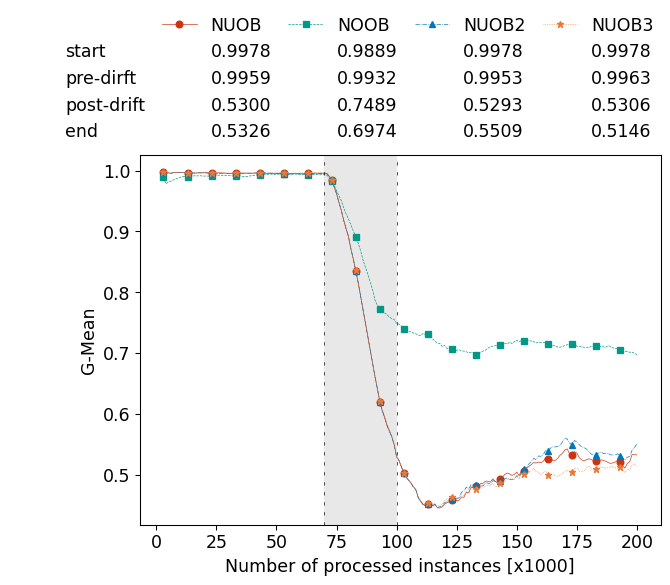 NUOB NOOB NUOB2 NUOB3
start 0.9978 0.9889 0.9978 0.9978
pre-dirft 0.9959 0.9932 0.9953 0.9963
post-drift 0.5300 0.7489 0.5293 0.5306
end 0.5326 0.6974 0.5509 0.5146
1.0
0.9
0.8
0.7
0.6
0.5
G-Mean
0 25 50 75 100 125 150 175 200
Number of processed instances [x1000]